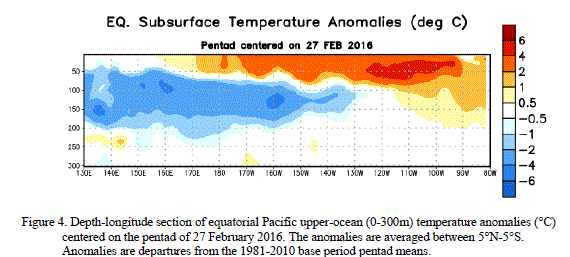 EQ. Subsurface Temperature Anomalies (deg C)
Pentad centered on 27 FEB 2016
50
100
150
200
250
300
130E 140E 150E 160E 170E 180 170W 160W 150W 140W 130W 120W 110W 100W 90W 80W
6
4
2
1
0.5
-0.5
-1
-2
-4
-6
Figure 4. Depth-longitude section of equatorial Pacific upper-ocean (0-300m) temperature anomalies (°C)
centered on the pentad of 27 February 2016. The anomalies are averaged between 5°N-5°S.
Anomalies are departures from the 1981-2010 base period pentad means.